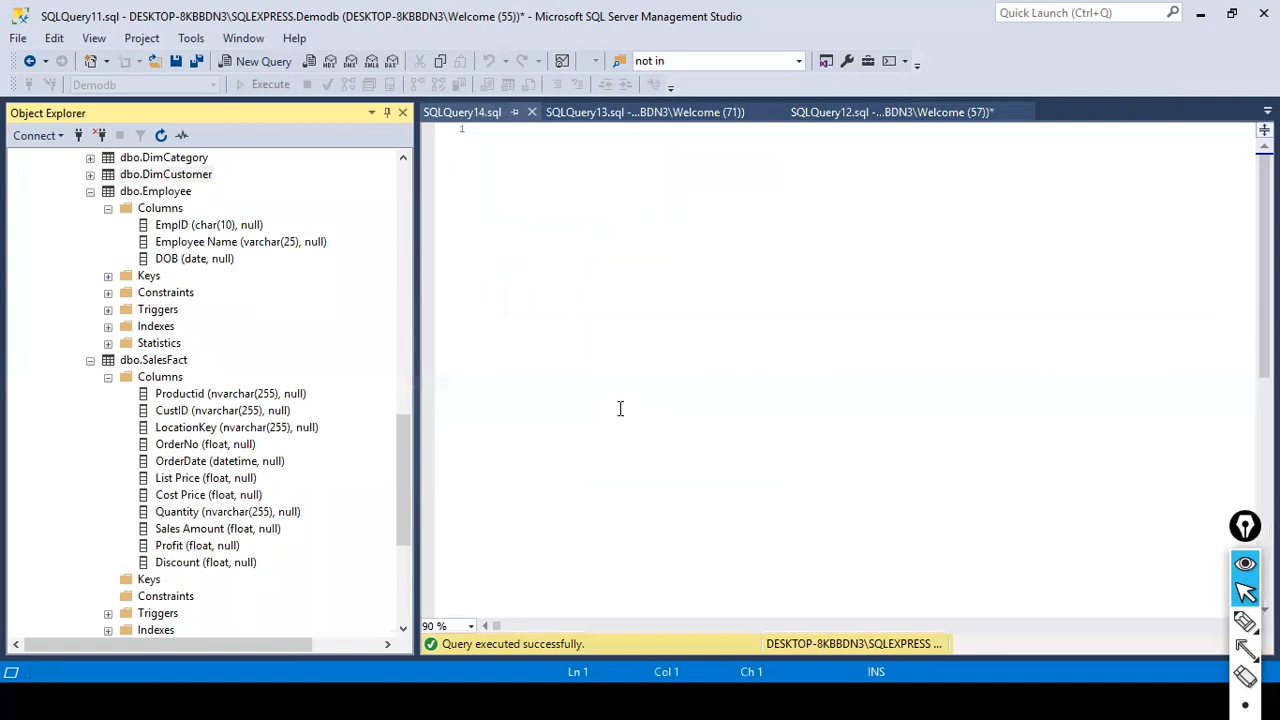 SQLQuery11.sql - DESKTOP-8KBBDN3\SQLEXPRESS.Demodb (DESKTOP-8KBBDN3\Welcome (55))* - Microsoft SQL Server Management Studio
Quick Launch (Ctrl+Q)
File Edit View Project Tools Window Help
New Query MDX DMX XMLA DAX not in
Demodb Execute
Object Explorer
SQLQuery14.sql SQLQuery13.sql -...BDN3\Welcome (71)) SQLQuery12.sql -...BDN3\Welcome (57))*
Connect
1
dbo.DimCategory
dbo.DimCustomer
dbo.Employee
Columns
EmpID (char(10), null)
Employee Name (varchar(25), null)
DOB (date, null)
Keys
Constraints
Triggers
Indexes
Statistics
dbo.SalesFact
Columns
Productid (nvarchar(255), null)
CustID (nvarchar(255), null)
LocationKey (nvarchar(255), null)
OrderNo (float, null)
OrderDate (datetime, null)
List Price (float, null)
Cost Price (float, null)
Quantity (nvarchar(255), null)
Sales Amount (float, null)
Profit (float, null)
Discount (float, null)
Keys
Constraints
Triggers
Indexes
90 %
Query executed successfully. DESKTOP-8KBBDN3\SQLEXPRESS ...
Ln 1 Col 1 Ch 1 INS